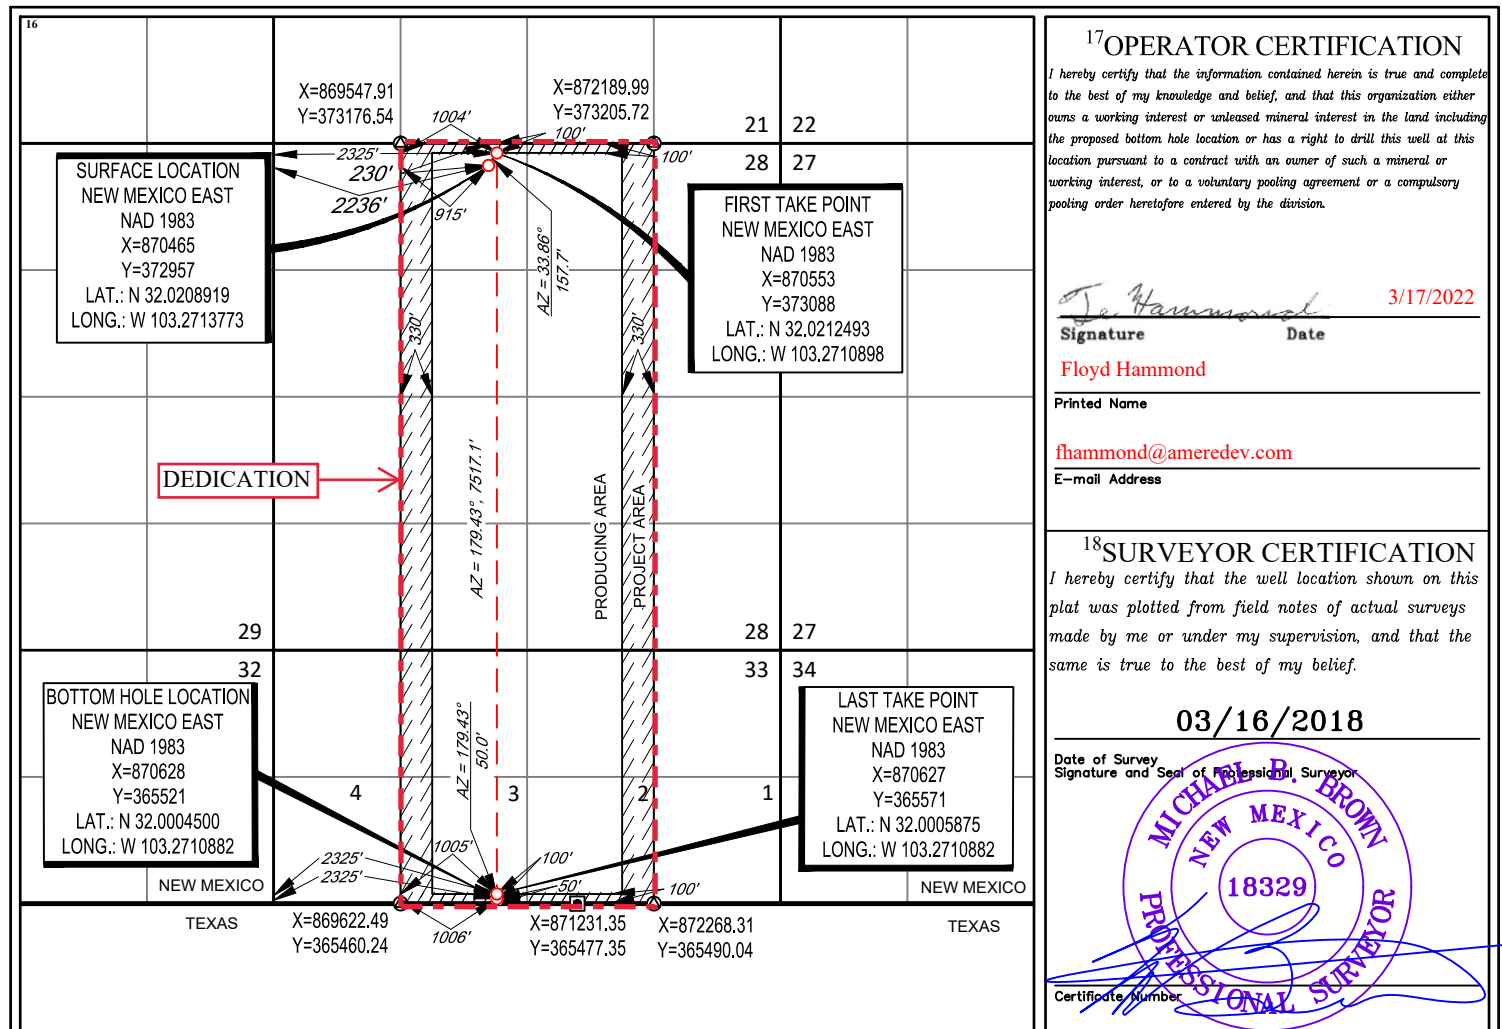 16
X=869547.91
Y=373176.54
X=872189.99
Y=373205.72
1004'
100'
21 22
2325'
100'
28 27
230'
2236'
915'
SURFACE LOCATION
NEW MEXICO EAST
NAD 1983
X=870465
Y=372957
LAT.: N 32.0208919
LONG.: W 103.2713773
FIRST TAKE POINT
NEW MEXICO EAST
NAD 1983
X=870553
Y=373088
LAT.: N 32.0212493
LONG.: W 103.2710898
AZ = 33.86°
157.7'
330'
330'
DEDICATION
AZ = 179.43°, 7517.1'
PRODUCING AREA
PROJECT AREA
29
28 27
32
33 34
BOTTOM HOLE LOCATION
NEW MEXICO EAST
NAD 1983
X=870628
Y=365521
LAT.: N 32.0004500
LONG.: W 103.2710882
AZ = 179.43°
50.0'
LAST TAKE POINT
NEW MEXICO EAST
NAD 1983
X=870627
Y=365571
LAT.: N 32.0005875
LONG.: W 103.2710882
4
3
2
1
2325'
1005'
100'
2325'
50'
100'
NEW MEXICO
NEW MEXICO
TEXAS
TEXAS
X=869622.49
Y=365460.24
1006'
X=871231.35
Y=365477.35
X=872268.31
Y=365490.04
17 OPERATOR CERTIFICATION
I hereby certify that the information contained herein is true and complete
to the best of my knowledge and belief, and that this organization either
owns a working interest or unleased mineral interest in the land including
the proposed bottom hole location or has a right to drill this well at this
location pursuant to a contract with an owner of such a mineral or
working interest, or to a voluntary pooling agreement or a compulsory
pooling order heretofore entered by the division.
3/17/2022
Signature Date
Floyd Hammond
Printed Name
fhammond@ameredev.com
E-mail Address
18 SURVEYOR CERTIFICATION
I hereby certify that the well location shown on this
plat was plotted from field notes of actual surveys
made by me or under my supervision, and that the
same is true to the best of my belief.
03/16/2018
Date of Survey
Signature and Seal of Professional Surveyor
MICHAEL B. BROWN
NEW MEXICO
18329
PROFESSIONAL SURVEYOR
Certificate Number